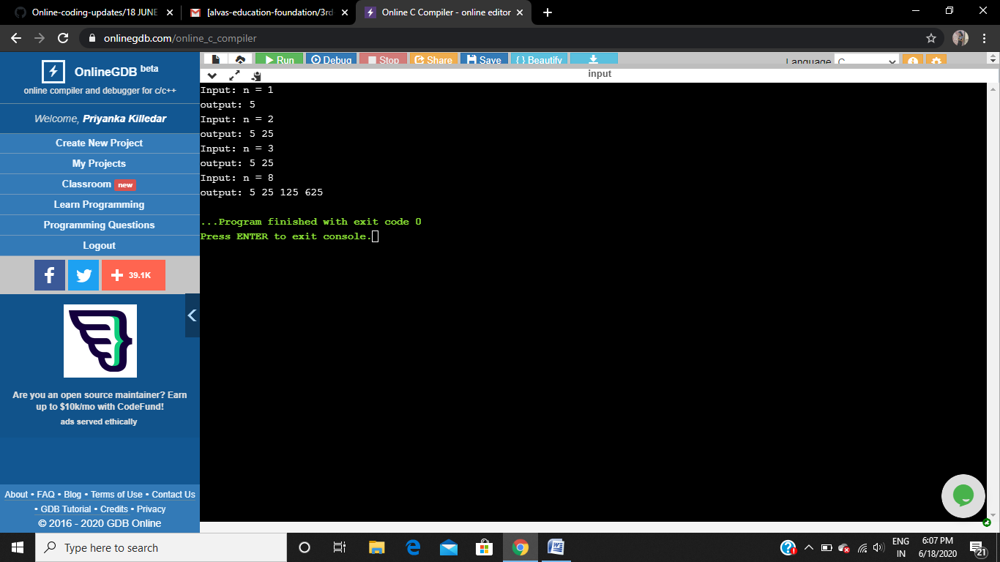 Online-coding-updates/18 JUNE
[alvas-education-foundation/3rd-
Online C Compiler - online editor
onlinegdb.com/online_c_compiler
OnlineGDB beta
online compiler and debugger for c/c++
Welcome, Priyanka Killedar
Create New Project
My Projects
Classroom new
Learn Programming
Programming Questions
Logout
39.1K
Are you an open source maintainer? Earn
up to $10k/mo with CodeFund!
ads served ethically
About • FAQ • Blog • Terms of Use • Contact Us
• GDB Tutorial • Credits • Privacy
© 2016 - 2020 GDB Online
Run Debug Stop Share Save {} Beautify Language C
input
Input: n = 1
output: 5
Input: n = 2
output: 5 25
Input: n = 3
output: 5 25
Input: n = 8
output: 5 25 125 625
...Program finished with exit code 0
Press ENTER to exit console.
Type here to search
ENG
IN
6:07 PM
6/18/2020
21